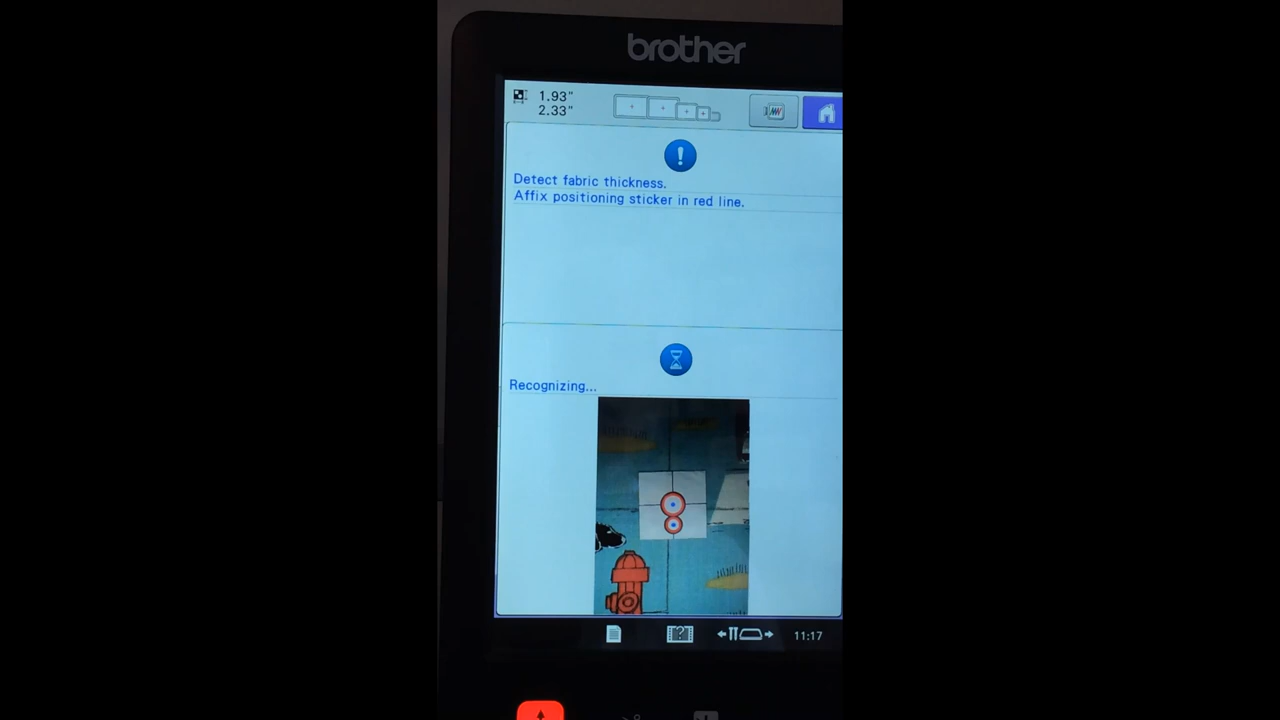 brother
1.93"
2.33"
Detect fabric thickness.
Affix positioning sticker in red line.
Recognizing...
?
11:17